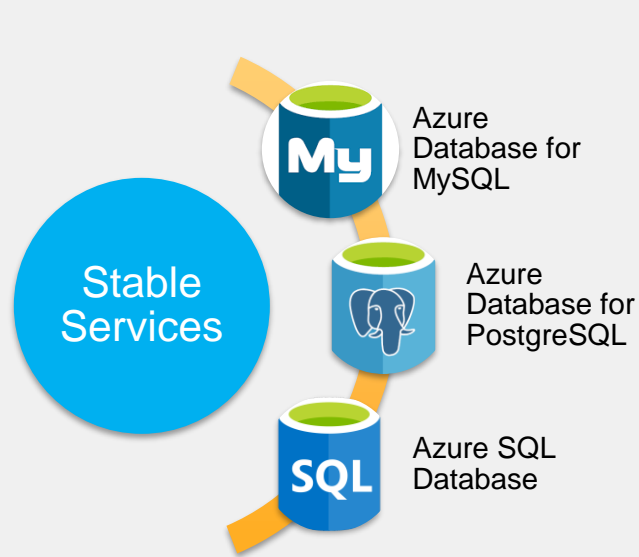 My
Azure
Database for
MySQL
Stable
Services
Azure
Database for
PostgreSQL
SQL
Azure SQL
Database